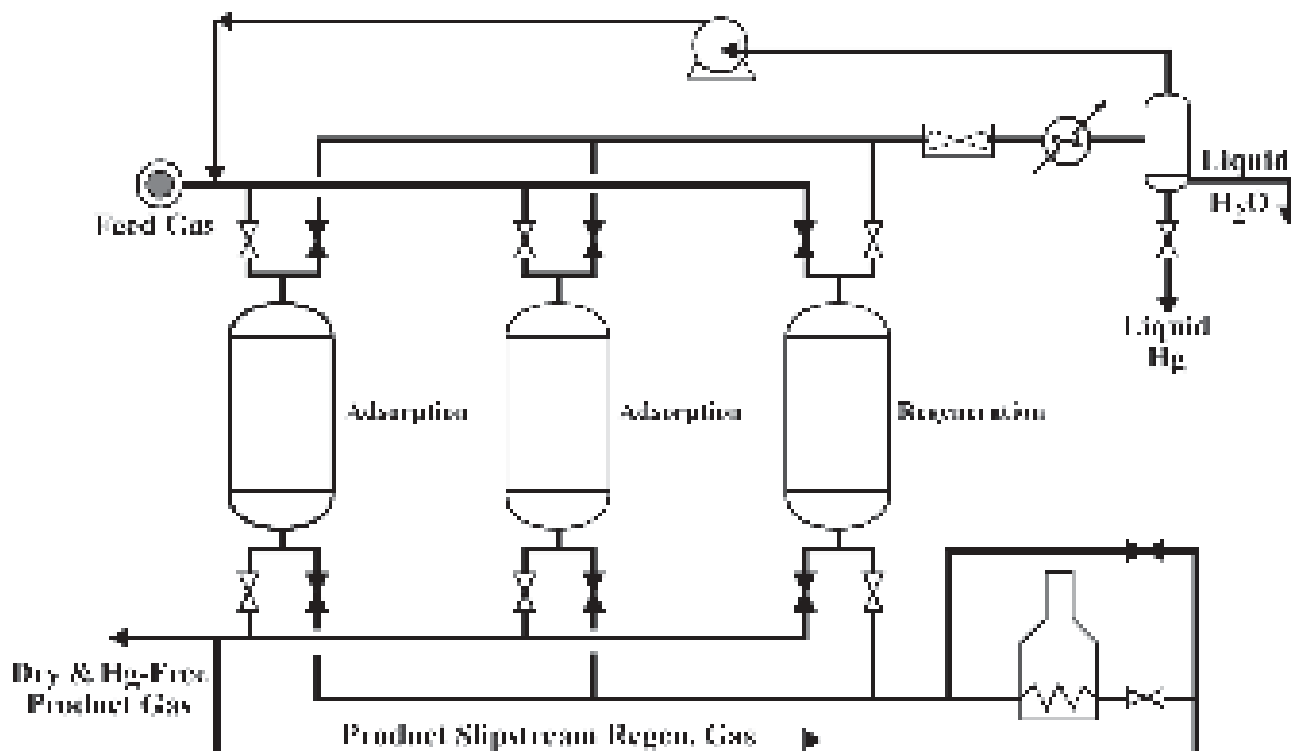 Liquid
H₂O
Feed Gas
Liquid
Hg
Adsorption
Adsorption
Regeneration
Dry & Hg-Free
Product Gas
Product Slipstream Regen. Gas